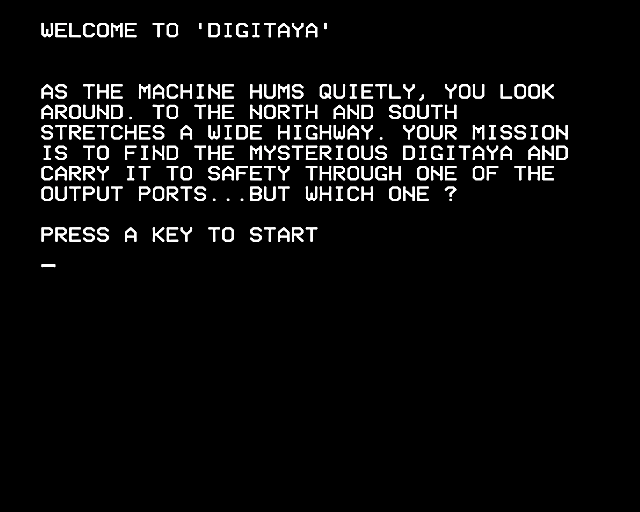 WELCOME TO 'DIGITAYA'
AS THE MACHINE HUMS QUIETLY, YOU LOOK
AROUND. TO THE NORTH AND SOUTH
STRETCHES A WIDE HIGHWAY. YOUR MISSION
IS TO FIND THE MYSTERIOUS DIGITAYA AND
CARRY IT TO SAFETY THROUGH ONE OF THE
OUTPUT PORTS...BUT WHICH ONE ?
PRESS A KEY TO START